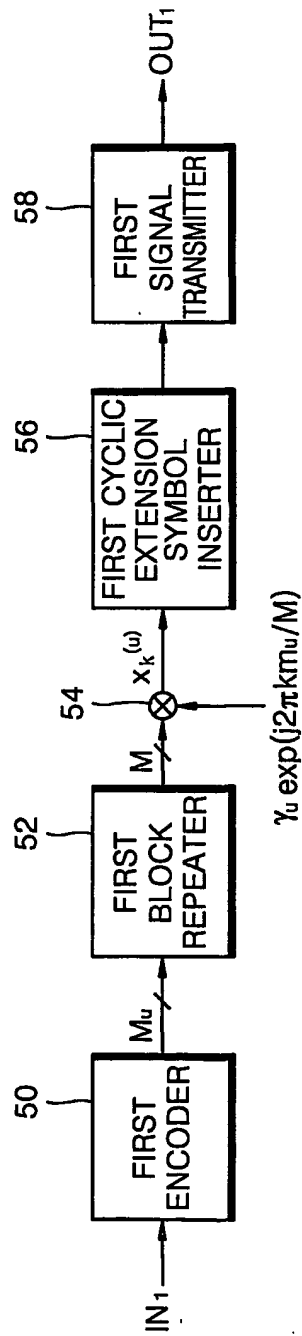 IN₁
50
FIRST
ENCODER
Mᵤ
52
FIRST
BLOCK
REPEATER
M
54
γᵤ exp(j2πkmᵤ/M)
xₖ⁽ᵘ⁾
56
FIRST CYCLIC
EXTENSION
SYMBOL
INSERTER
58
FIRST
SIGNAL
TRANSMITTER
OUT₁